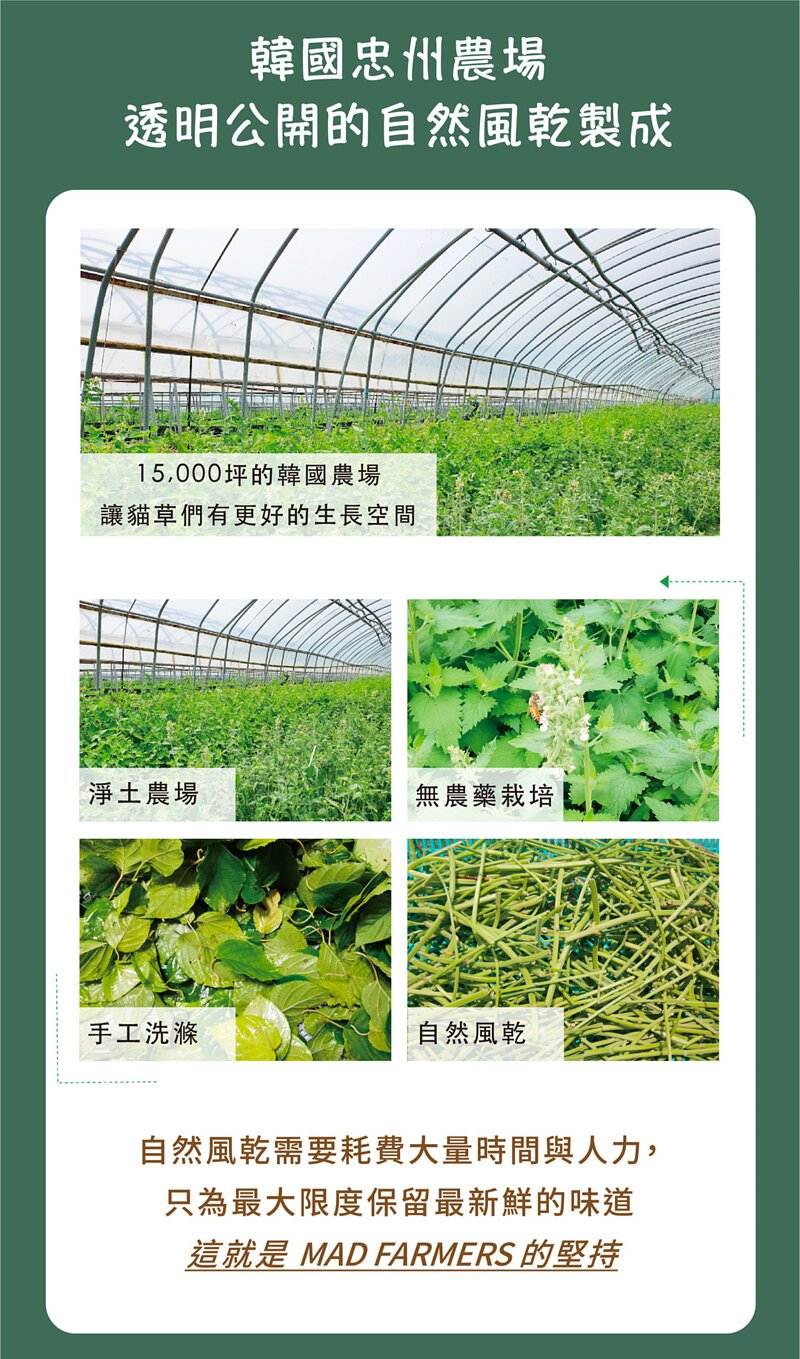 韓國忠州農場
透明公開的自然風乾製成
15,000坪的韓國農場
讓貓草們有更好的生長空間
淨土農場
無農藥栽培
手工洗滌
自然風乾
自然風乾需要耗費大量時間與人力,
只為最大限度保留最新鮮的味道
這就是 MAD FARMERS 的堅持